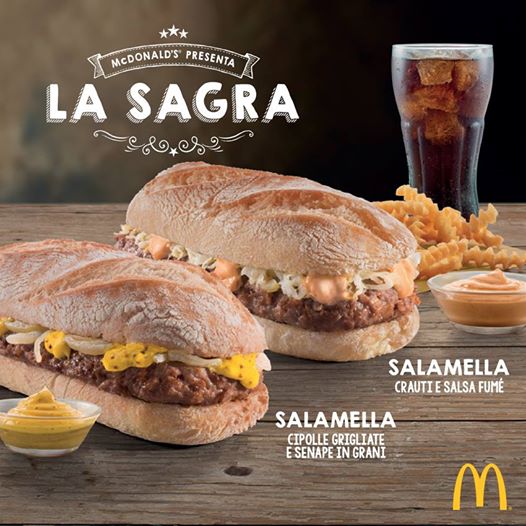 McDONALD'S® PRESENTA
LA SAGRA
SALAMELLA
CRAUTI E SALSA FUMÉ
SALAMELLA
CIPOLLE GRIGLIATE
E SENAPE IN GRANI